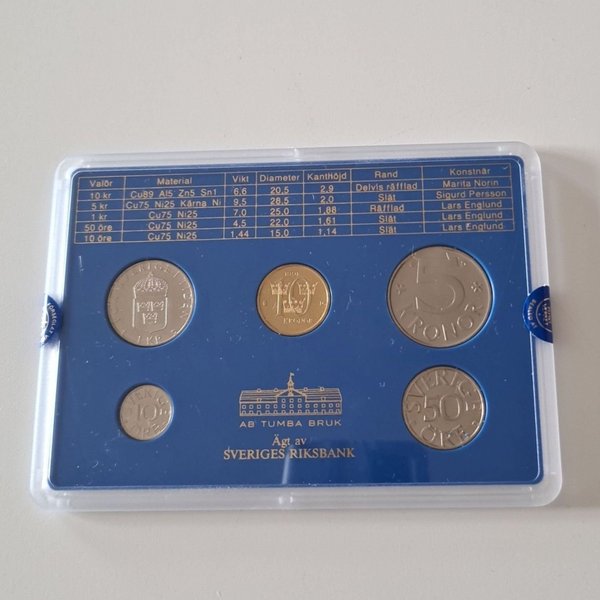 Valör Material Vikt Diameter Kanthöjd Rand Konstnär
10 kr Cu89 Al5 Zn5 Sn1 6,6 20,5 2,9 Delvis räfflad Marita Norin
5 kr Cu75 Ni25 Kärna Ni 9,5 28,5 2,0 Slät Sigurd Persson
1 kr Cu75 Ni25 7,0 25,0 1,88 Räfflad Lars Englund
50 öre Cu75 Ni25 4,5 22,0 1,61 Slät Lars Englund
10 öre Cu75 Ni25 1,44 15,0 1,14 Slät Lars Englund
1 KR
10
KRONOR
5
KRONOR
10
SVERIGE
50
ÖRE
AB TUMBA BRUK
Ägt av
SVERIGES RIKSBANK